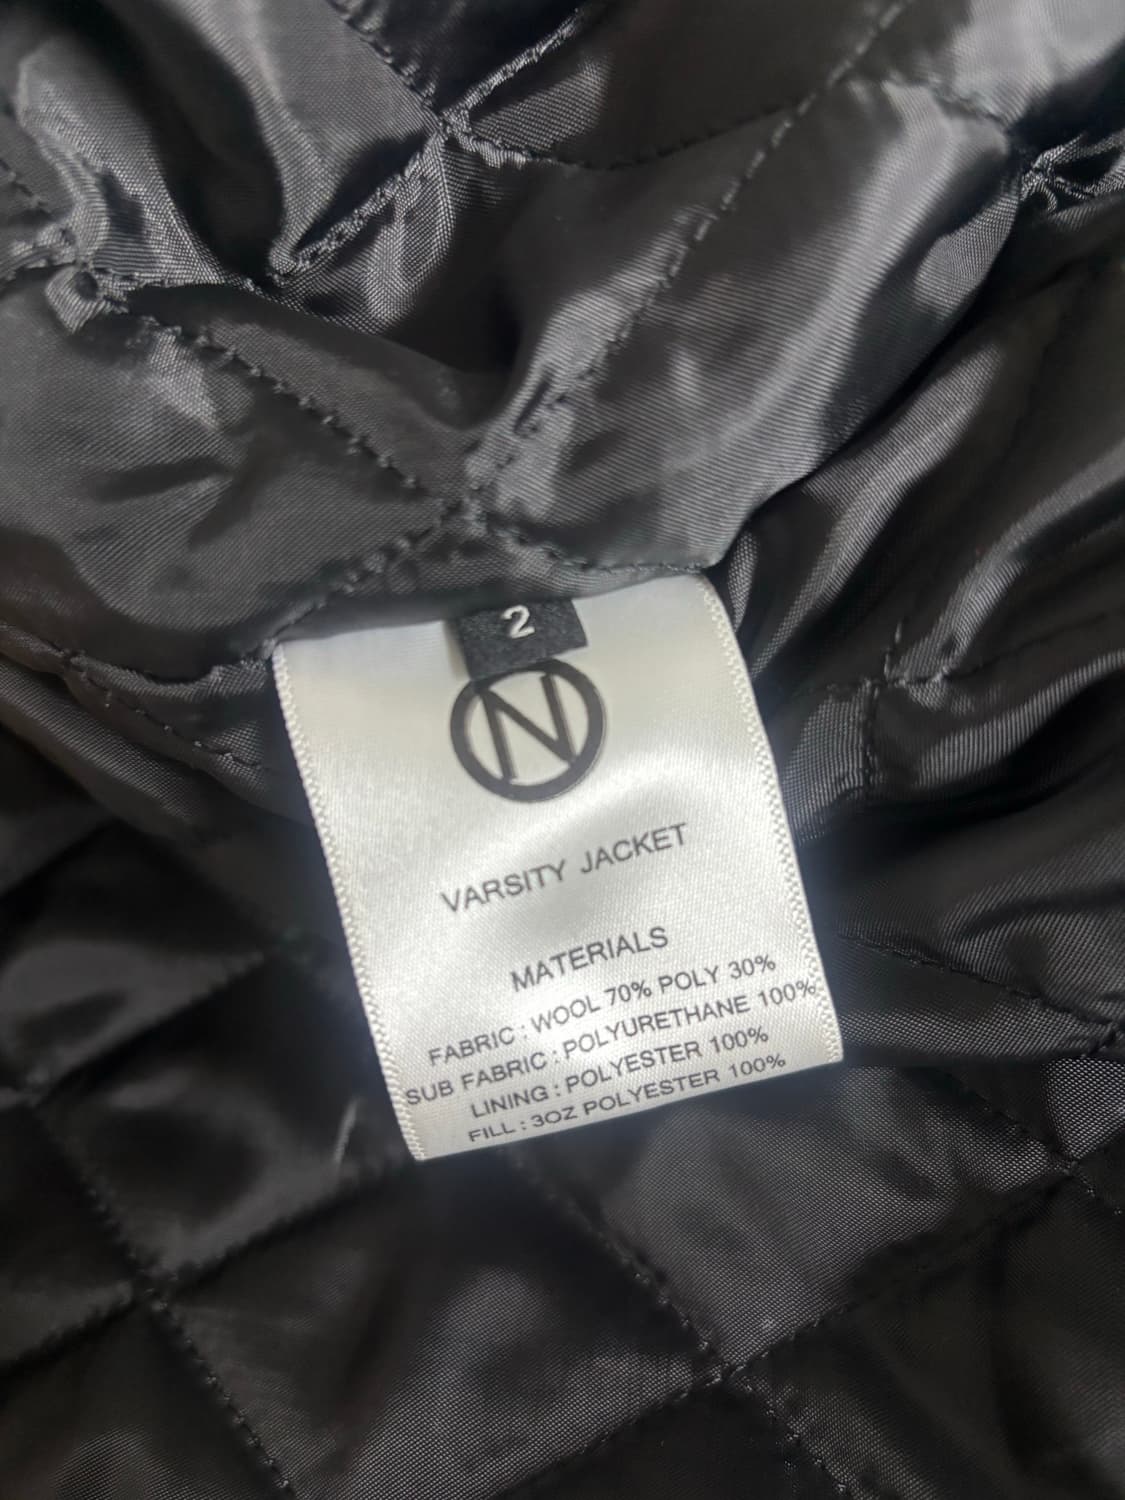 2
N
VARSITY JACKET
MATERIALS
FABRIC : WOOL 70% POLY 30%
SUB FABRIC : POLYURETHANE 100%
LINING : POLYESTER 100%
FILL : 3OZ POLYESTER 100%